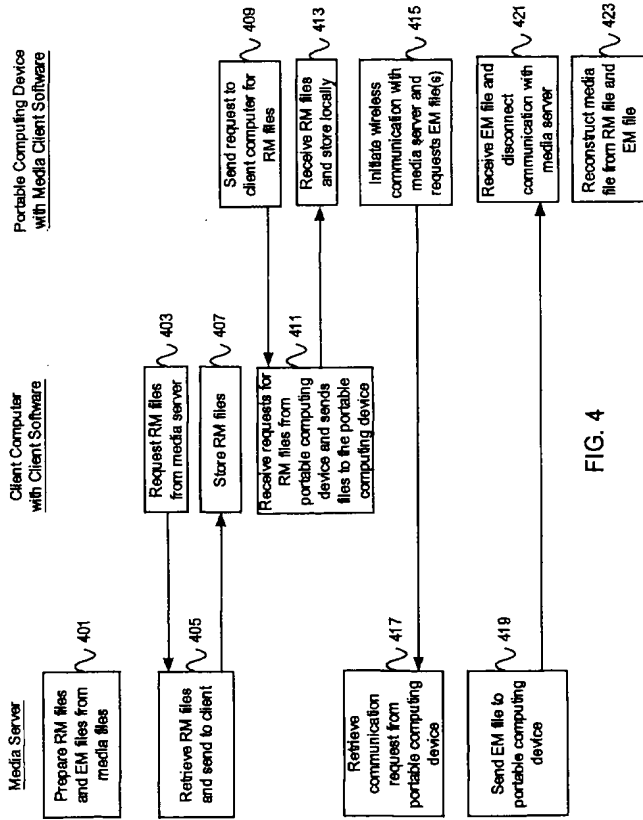 Media Server
Client Computer
with Client Software
Portable Computing Device
with Media Client Software
Prepare RM files
and EM files from
media files
401
Request RM files
from media server
403
Retrieve RM files
and send to client
405
Store RM files
407
Send request to
client computer for
RM files
409
Receive requests for
RM files from
portable computing
device and sends
files to the portable
computing device
411
Receive RM files
and store locally
413
Initiate wireless
communication with
media server and
requests EM file(s)
415
Retrieve
communication
request from
portable computing
device
417
Send EM file to
portable computing
device
419
Receive EM file and
disconnect
communication with
media server
421
Reconstruct media
file from RM file and
EM file
423
FIG. 4